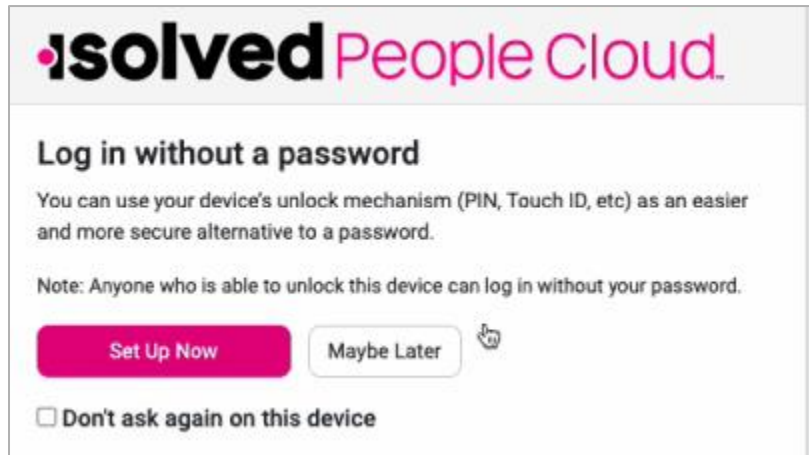 isolved People Cloud™
Log in without a password
You can use your device's unlock mechanism (PIN, Touch ID, etc) as an easier
and more secure alternative to a password.
Note: Anyone who is able to unlock this device can log in without your password.
Set Up Now
Maybe Later
Don't ask again on this device